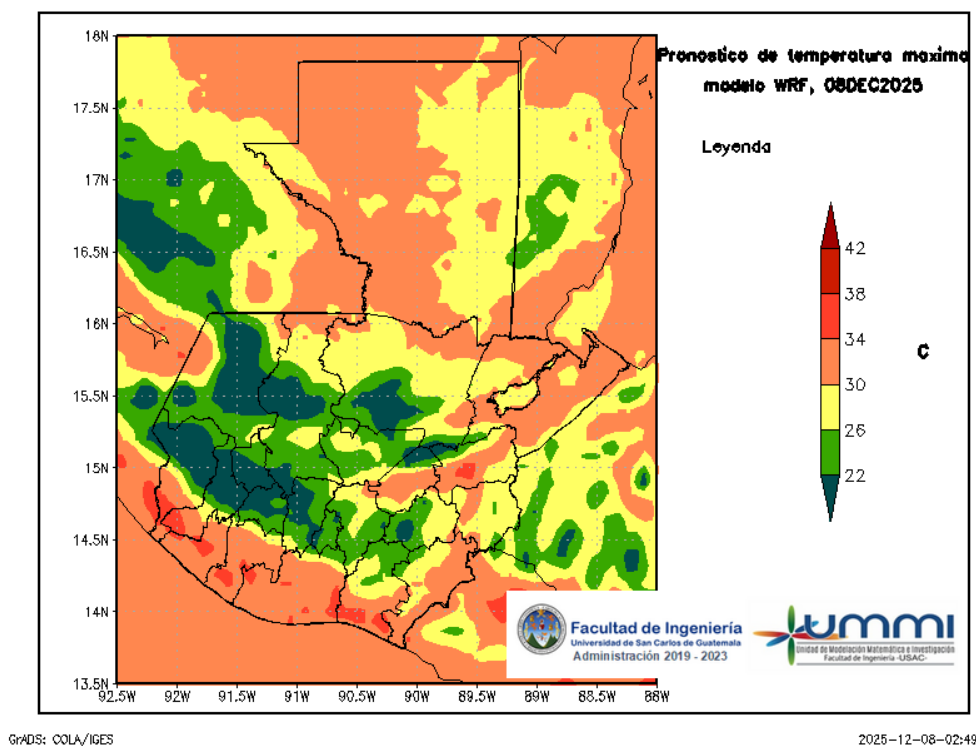 Pronostico de temperatura maxima
modelo WRF, 08DEC2025
Leyenda
42
38
34
30
26
22
C
18N
17.5N
17N
16.5N
16N
15.5N
15N
14.5N
14N
13.5N
92.5W 92W 91.5W 91W 90.5W 90W 89.5W 89W 88.5W 88W
Facultad de Ingeniería
Universidad de San Carlos de Guatemala
Administración 2019 - 2023
ummi
Unidad de Modelación Matemática e Investigación
Facultad de Ingeniería -USAC-
GrADS: COLA/IGES
2025-12-08-02:49